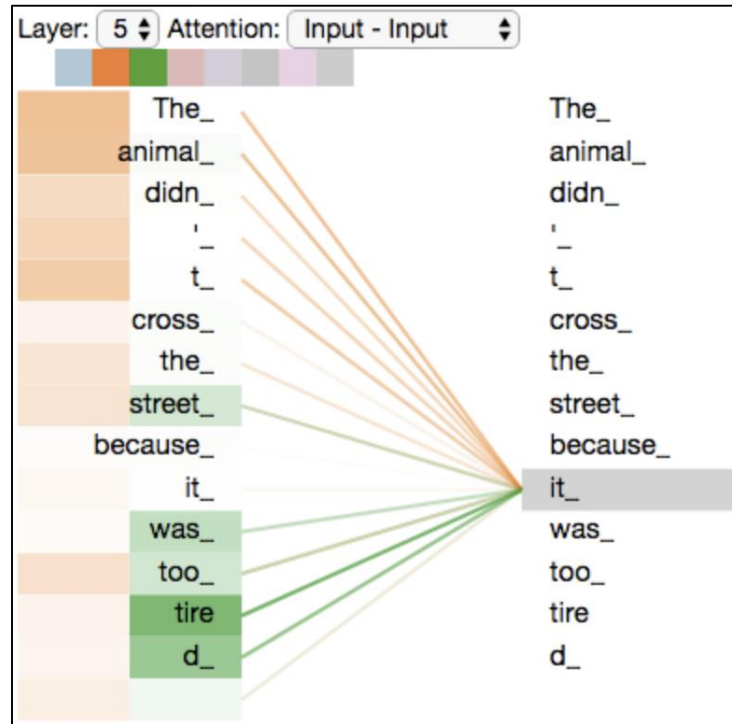 Layer: 5 Attention: Input - Input
The_ The_
animal_ animal_
didn_ didn_
'_ '_
t_ t_
cross_ cross_
the_ the_
street_ street_
because_ because_
it_ it_
was_ was_
too_ too_
tire tire
d_ d_